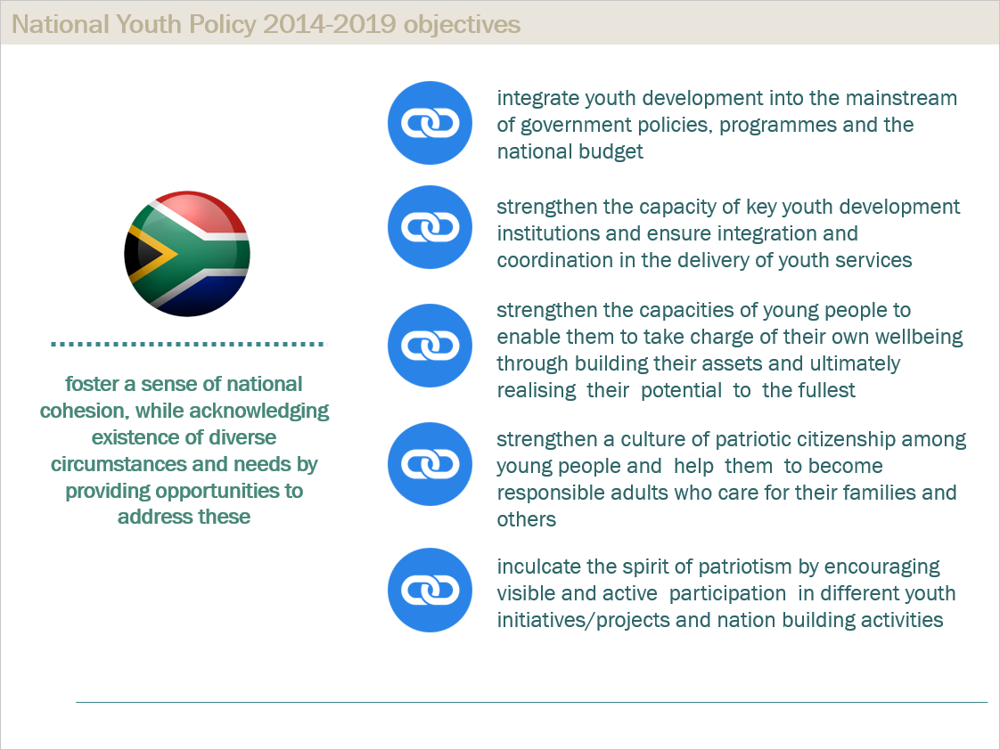 National Youth Policy 2014-2019 objectives
foster a sense of national
cohesion, while acknowledging
existence of diverse
circumstances and needs by
providing opportunities to
address these
integrate youth development into the mainstream
of government policies, programmes and the
national budget
strengthen the capacity of key youth development
institutions and ensure integration and
coordination in the delivery of youth services
strengthen the capacities of young people to
enable them to take charge of their own wellbeing
through building their assets and ultimately
realising  their  potential  to  the fullest
strengthen a culture of patriotic citizenship among
young people and  help  them  to become
responsible adults who care for their families and
others
inculcate the spirit of patriotism by encouraging
visible and active  participation  in different youth
initiatives/projects and nation building activities